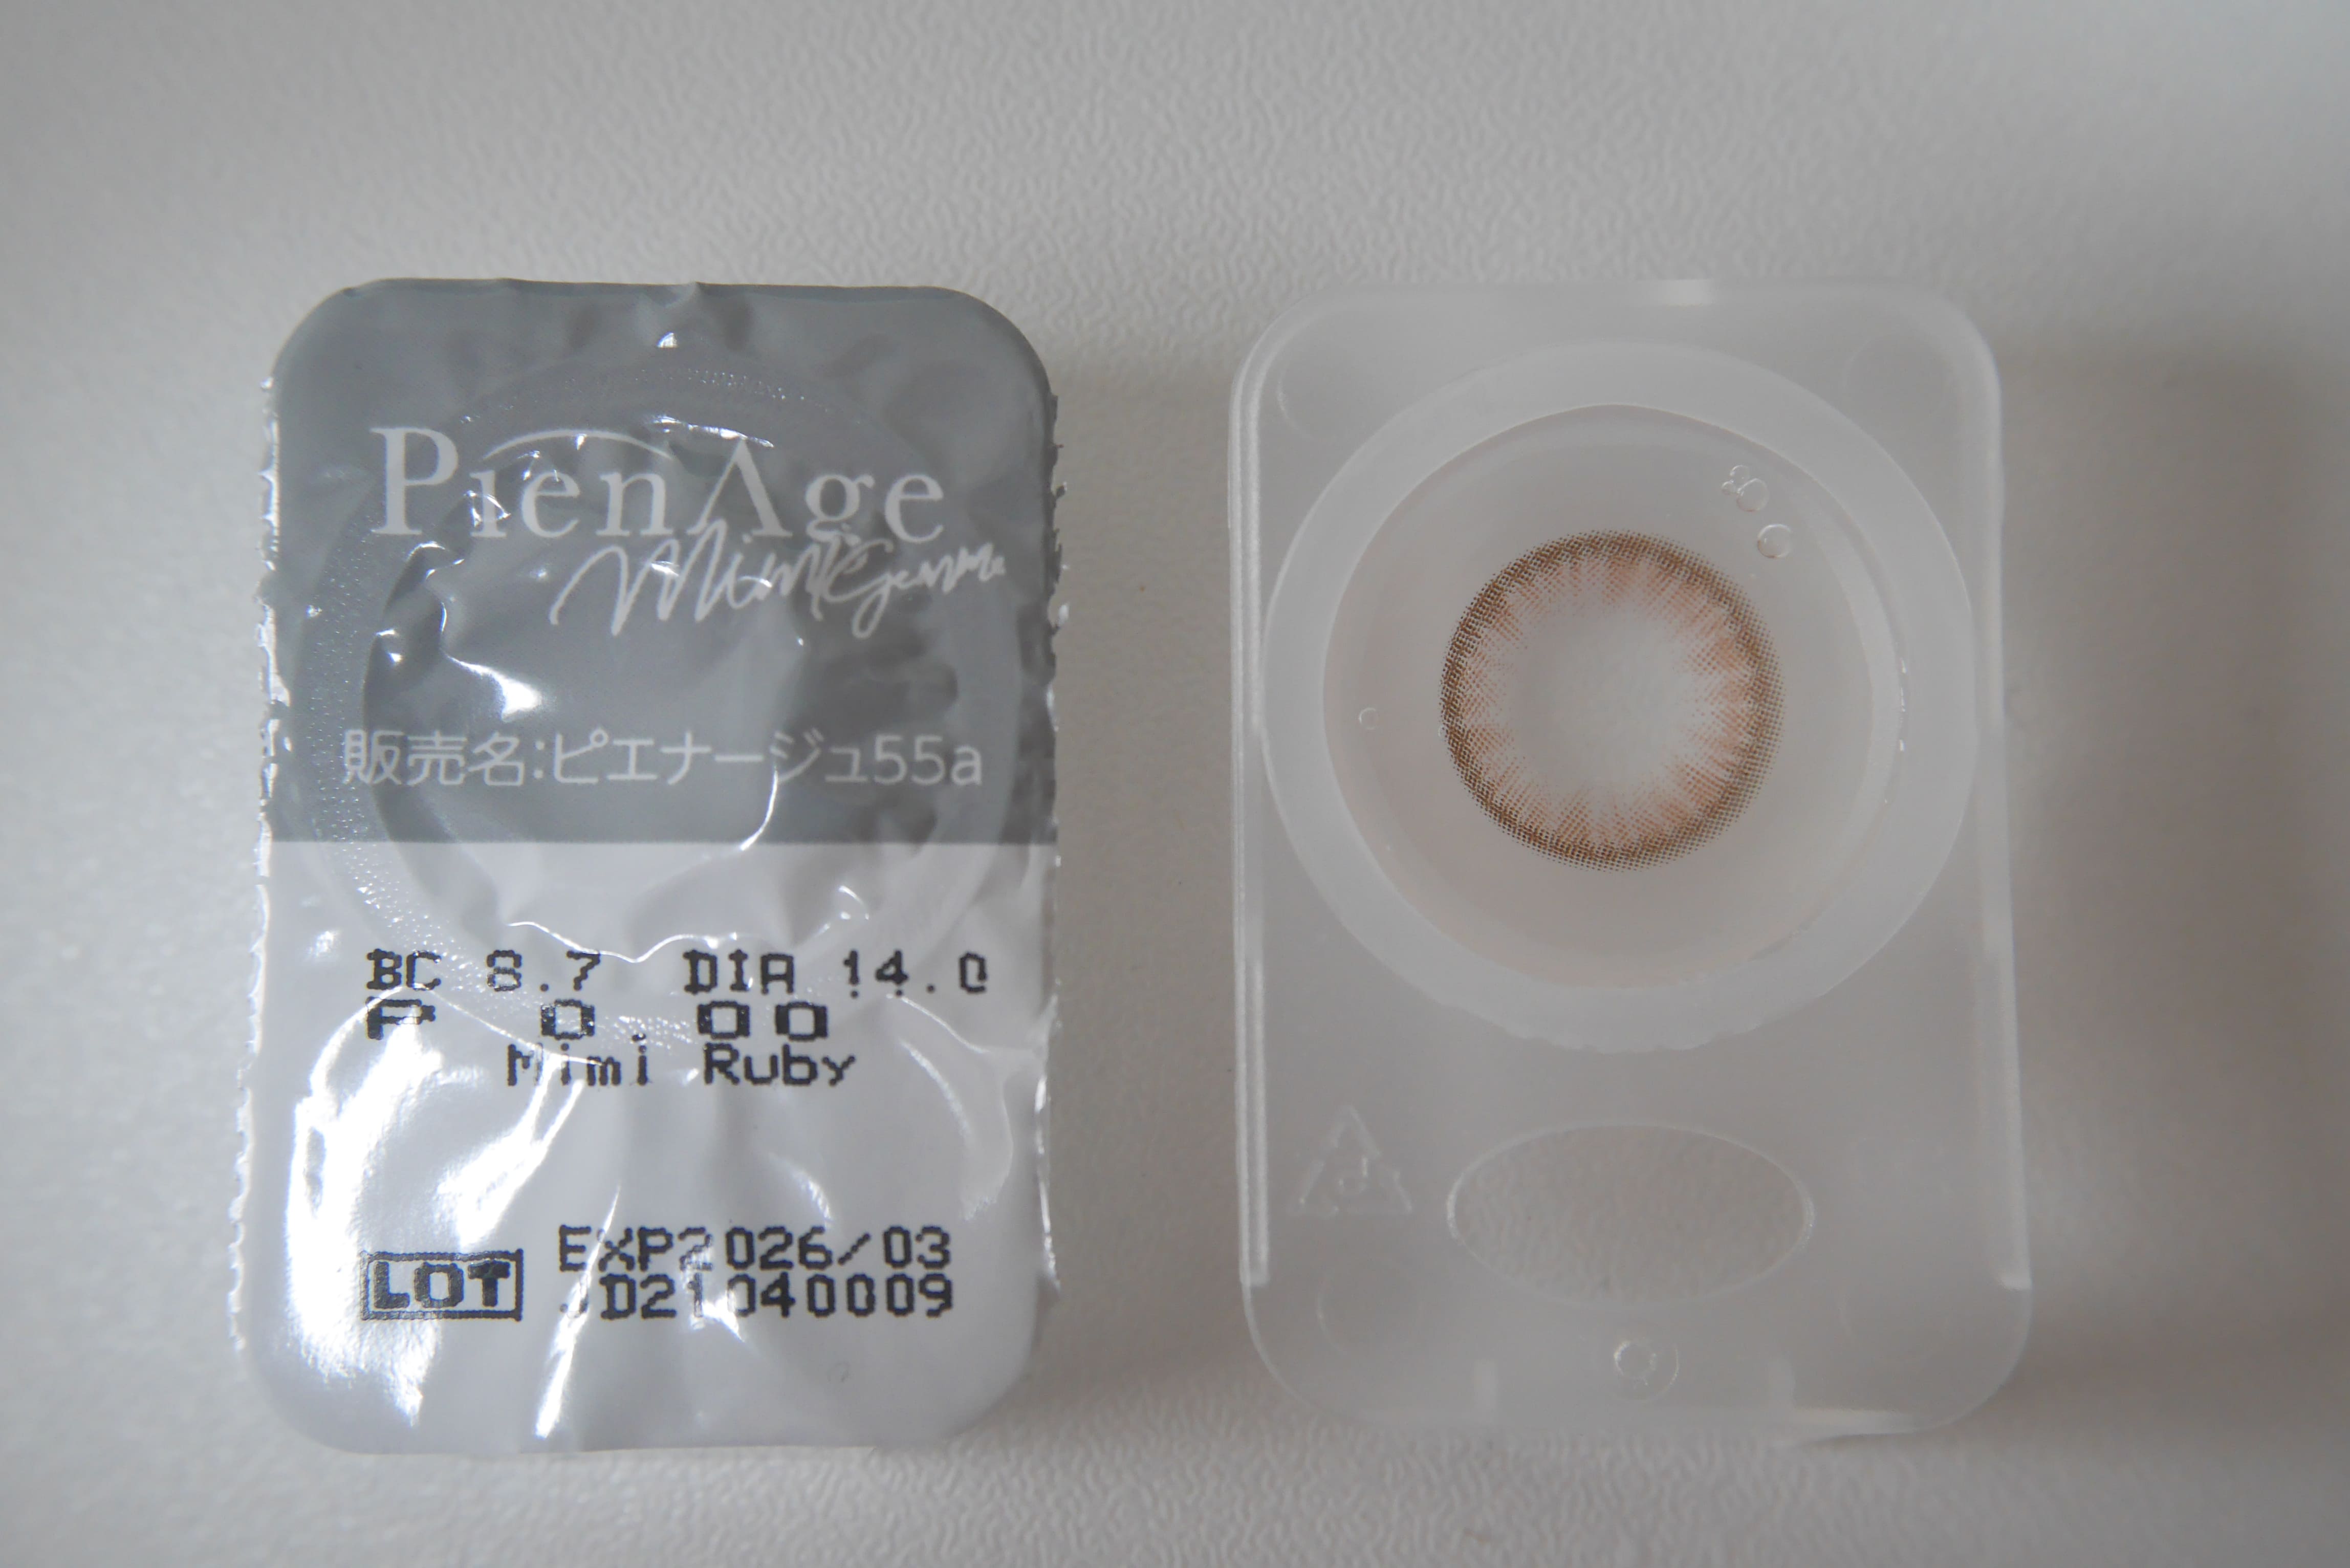 PienAge
MimiGemme
販売名:ピエナージュ55a
BC 8.7 DIA 14.0
P 0.00
Mimi Ruby
LOT
EXP2026/03
JD21040009